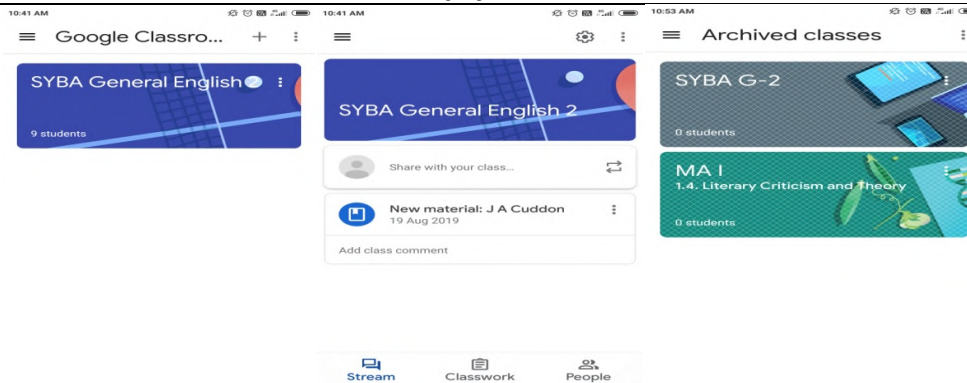 10:41 AM
Google Classro...
SYBA General English 2
9 students
10:41 AM
SYBA General English 2
Share with your class...
New material: J A Cuddon
19 Aug 2019
Add class comment
Stream Classwork People
10:53 AM
Archived classes
SYBA G-2
0 students
MA I
1.4. Literary Criticism and Theory
0 students